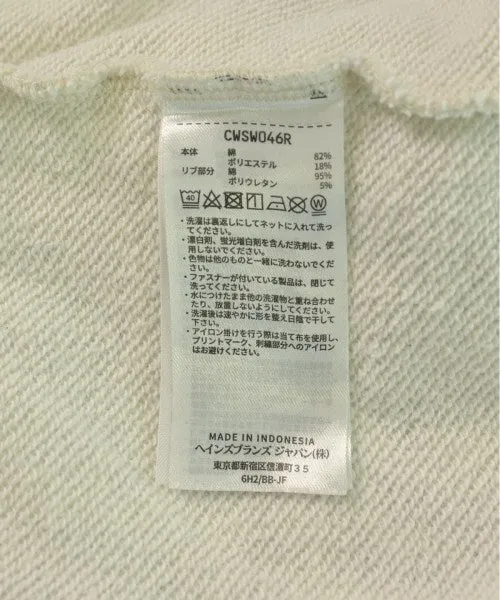 CWSW046R
本体 綿 82%
ポリエステル 18%
リブ部分 綿 95%
ポリウレタン 5%
40
・洗濯は裏返しにしてネットに入れて洗っ
てください。
・漂白剤、蛍光増白剤を含んだ洗剤は、使
用しないでください。
・色物は他のものと一緒に洗わないでくだ
さい。
・ファスナーが付いている製品は、閉じて
洗ってください。
・水につけたまま他の洗濯物と重ね合わせ
たり、放置しないようにしてください。
・洗濯後は速やかに形を整え日陰で干して
下さい。
・アイロン掛けを行う際は当て布を使用し、
プリントマーク、刺繍部分へのアイロン
はお避けください。
MADE IN INDONESIA
ヘインズブランズ ジャパン(株)
東京都新宿区信濃町35
6H2/BB-JF